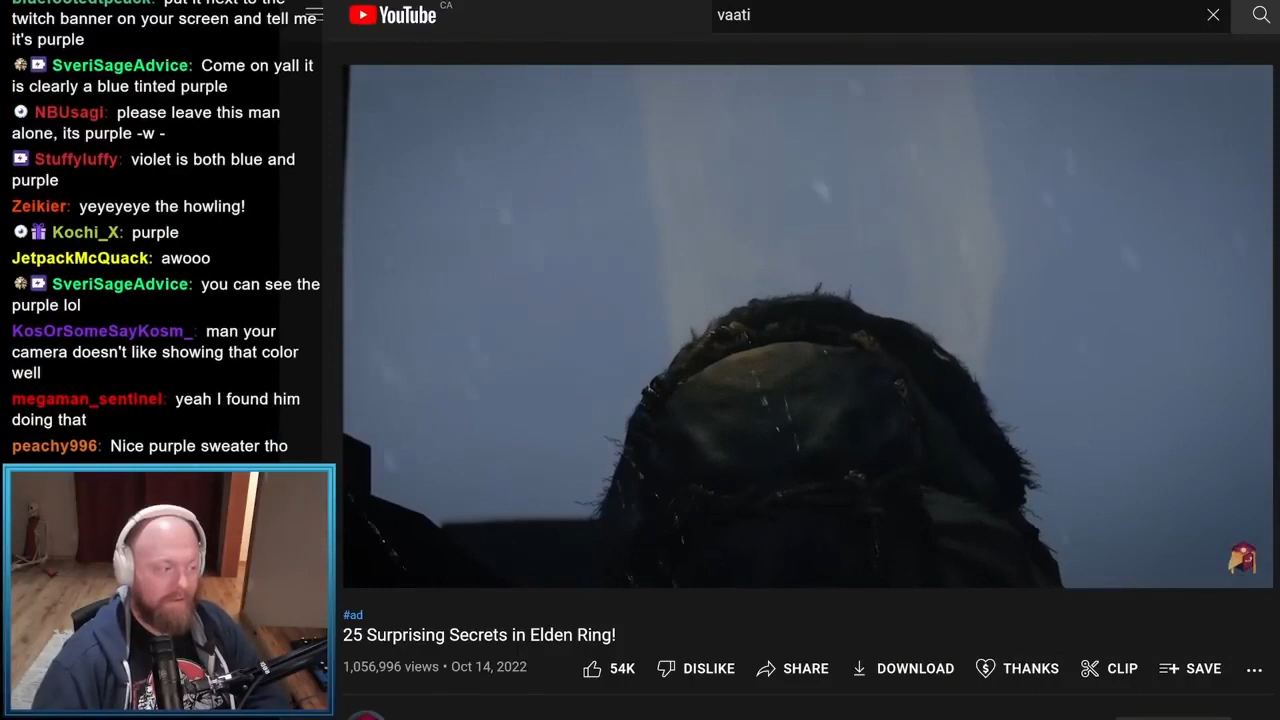 put it next to the
twitch banner on your screen and tell me
it's purple
SveriSageAdvice: Come on yall it
is clearly a blue tinted purple
NBUsagi: please leave this man
alone, its purple -w -
Stuffyluffy: violet is both blue and
purple
Zeikier: yeyeyeye the howling!
Kochi_X: purple
JetpackMcQuack: awooo
SveriSageAdvice: you can see the
purple lol
KosOrSomeSayKosm_: man your
camera doesn't like showing that color
well
megaman_sentinel: yeah I found him
doing that
peachy996: Nice purple sweater tho
YouTube CA
vaati
#ad
25 Surprising Secrets in Elden Ring!
1,056,996 views • Oct 14, 2022
54K DISLIKE SHARE DOWNLOAD THANKS CLIP SAVE